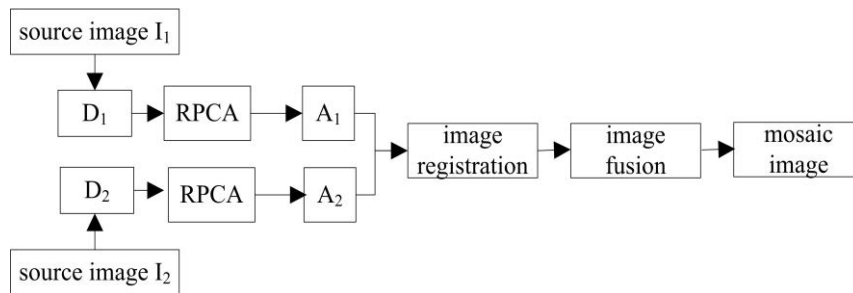 source image I₁
D₁
RPCA
A₁
image
registration
image
fusion
mosaic
image
D₂
RPCA
A₂
source image I₂